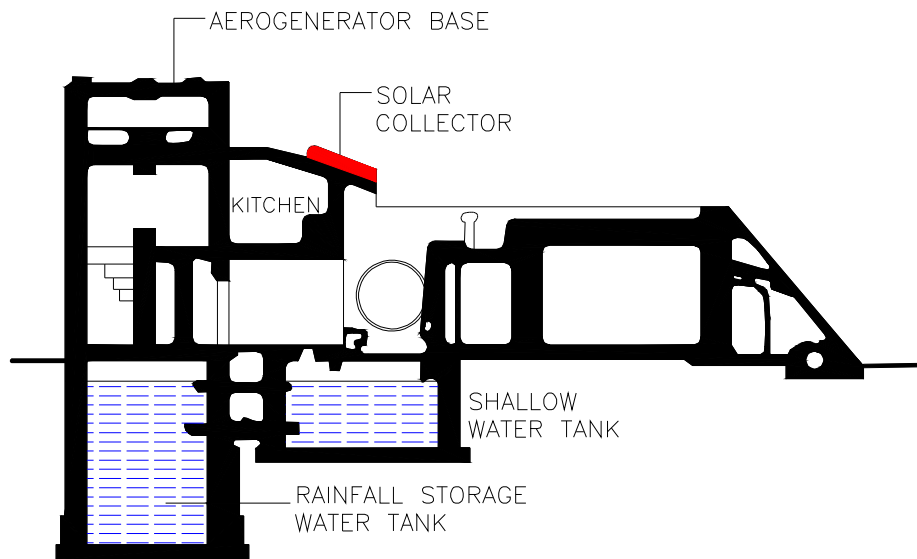 AEROGENERATOR BASE
SOLAR
COLLECTOR
KITCHEN
SHALLOW
WATER TANK
RAINFALL STORAGE
WATER TANK